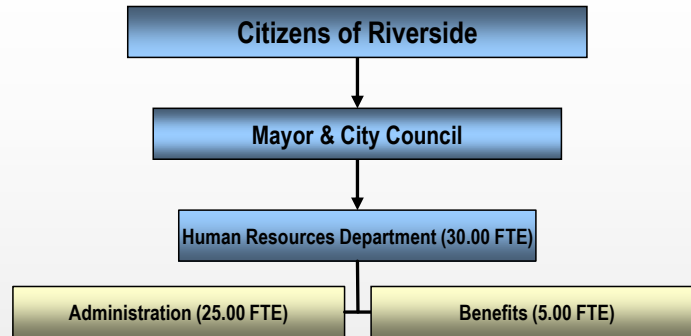 Citizens of Riverside
Mayor & City Council
Human Resources Department (30.00 FTE)
Administration (25.00 FTE)
Benefits (5.00 FTE)